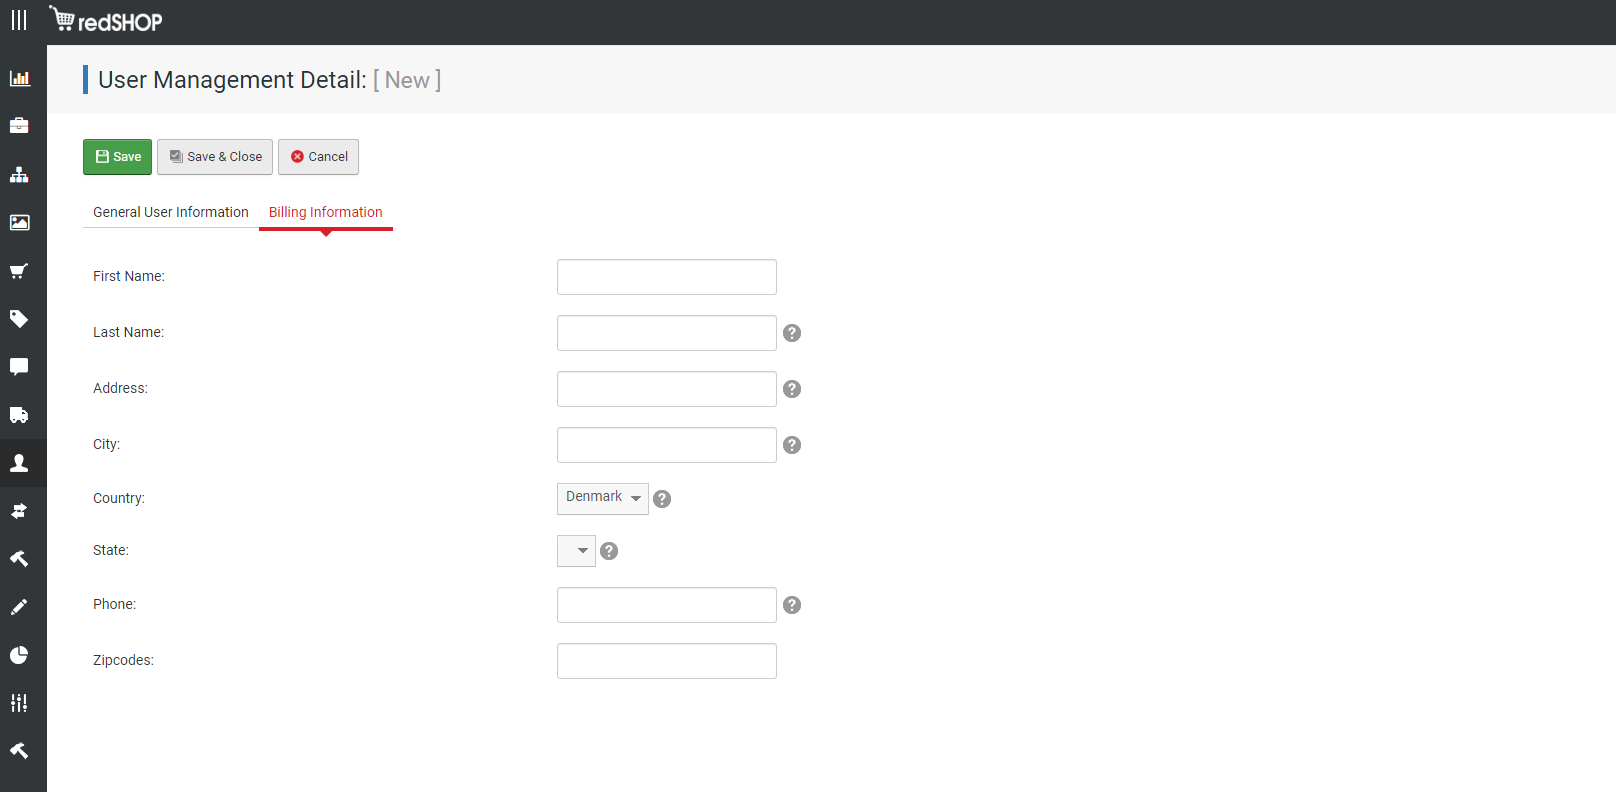 redSHOP
User Management Detail: [ New ]
Save Save & Close Cancel
General User Information Billing Information
First Name:
Last Name:
Address:
City:
Country: Denmark
State:
Phone:
Zipcodes: